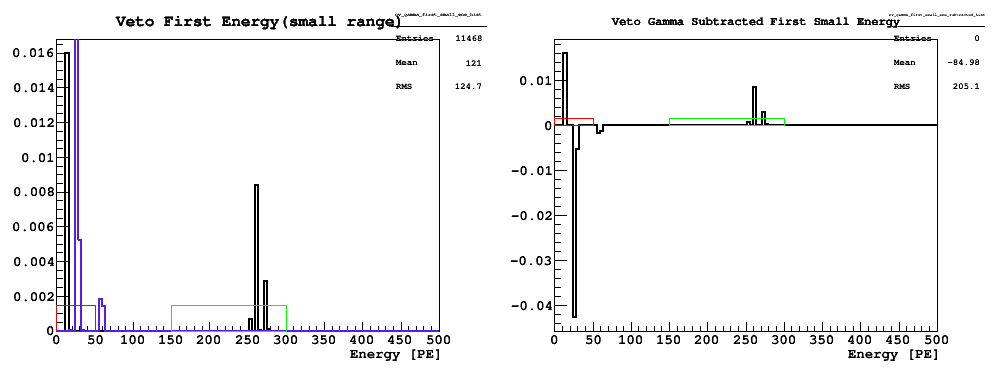 Veto First Energy(small range)
Entries 11468
Mean 121
RMS 124.7
0.016
0.014
0.012
0.01
0.008
0.006
0.004
0.002
0
0 50 100 150 200 250 300 350 400 450 500
Energy [PE]
Veto Gamma Subtracted First Small Energy
Entries 0
Mean -84.98
RMS 205.1
0.01
0
-0.01
-0.02
-0.03
-0.04
0 50 100 150 200 250 300 350 400 450 500
Energy [PE]